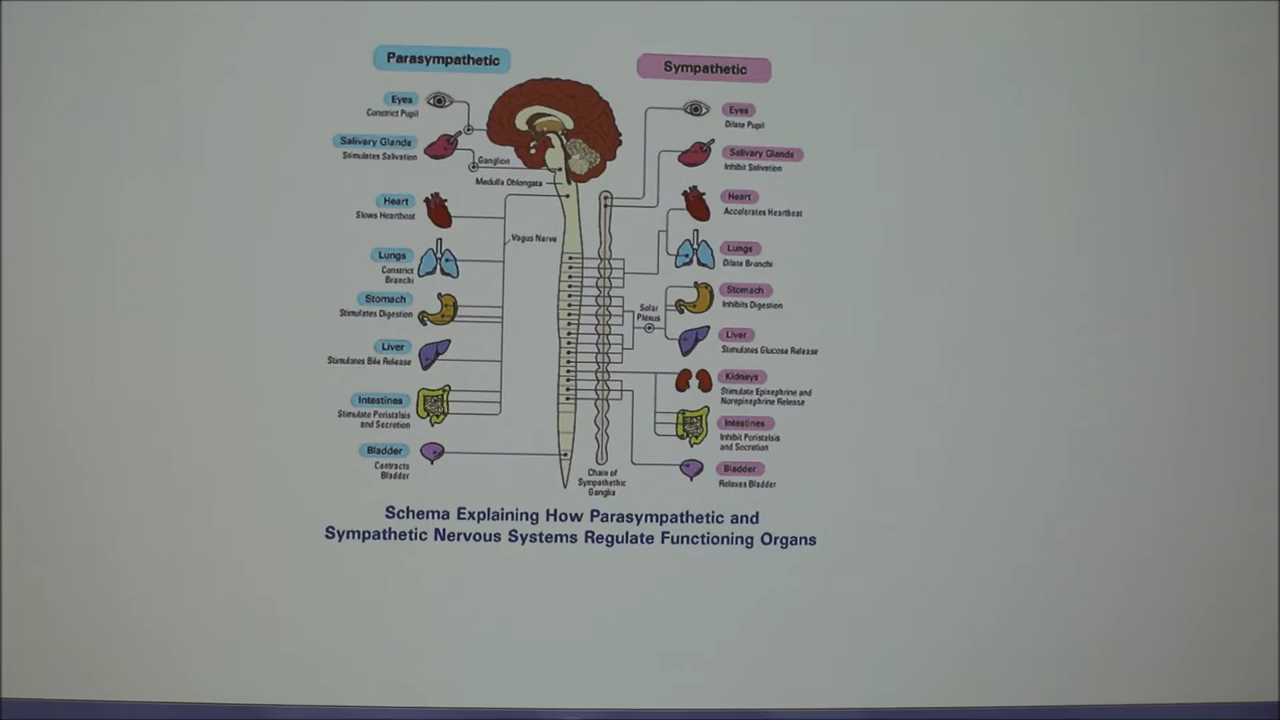 Parasympathetic
Sympathetic
Eyes
Constrict Pupil
Salivary Glands
Stimulates Salivation
Ganglion
Medulla Oblongata
Heart
Slows Heartbeat
Vagus Nerve
Lungs
Constrict
Bronchi
Stomach
Stimulates Digestion
Liver
Stimulates Bile Release
Intestines
Stimulate Peristalsis
and Secretion
Bladder
Contracts
Bladder
Eyes
Dilate Pupil
Salivary Glands
Inhibit Salivation
Heart
Accelerates Heartbeat
Lungs
Dilate Bronchi
Solar
Plexus
Stomach
Inhibits Digestion
Liver
Stimulates Glucose Release
Kidneys
Stimulate Epinephrine and
Norepinephrine Release
Intestines
Inhibit Peristalsis
and Secretion
Bladder
Relaxes Bladder
Chain of
Sympathethic
Ganglia
Schema Explaining How Parasympathetic and
Sympathetic Nervous Systems Regulate Functioning Organs